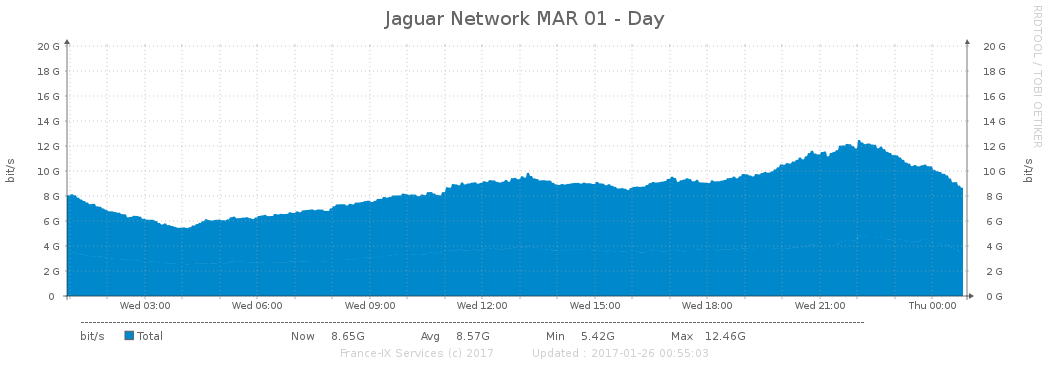 Jaguar Network MAR 01 - Day
RRDTOOL / TOBI OETIKER
bit/s
20 G
18 G
16 G
14 G
12 G
10 G
8 G
6 G
4 G
2 G
0
20 G
18 G
16 G
14 G
12 G
10 G
8 G
6 G
4 G
2 G
0 G
bit/s
Wed 03:00 Wed 06:00 Wed 09:00 Wed 12:00 Wed 15:00 Wed 18:00 Wed 21:00 Thu 00:00
bit/s Total Now 8.65G Avg 8.57G Min 5.42G Max 12.46G
France-IX Services (c) 2017 Updated : 2017-01-26 00:55:03